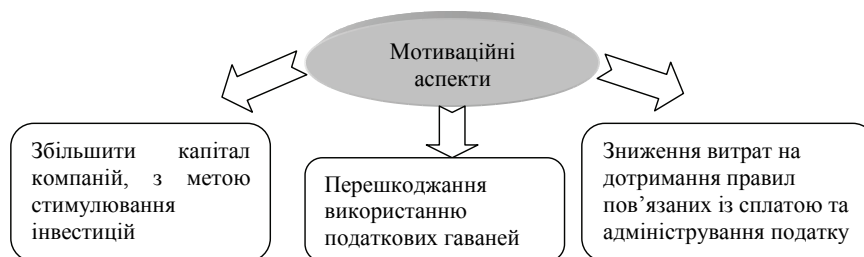 Мотиваційні
аспекти
Збільшити капітал
компаній, з метою
стимулювання
інвестицій
Перешкоджання
використанню
податкових гаваней
Зниження витрат на
дотримання правил
пов’язаних із сплатою та
адміністрування податку